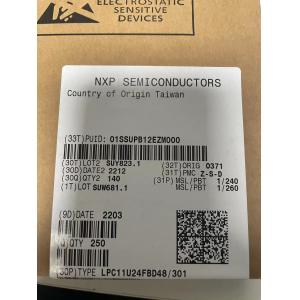 ELECTROSTATIC
SENSITIVE
DEVICES
NXP SEMICONDUCTORS
Country of Origin Taiwan
(33T)PUID: 01SSUPB12EZM000
(30T)LOT2 SUY823.1 (32T)ORIG 0371
(30D)DATE2 2212 (31T)PMC Z-S-D
(30Q)QTY2 140 (31P) MSL/PBT 1/240
(1T)LOT SUW681.1 MSL/PBT 1/260
(9D)DATE 2203
QTY 250
(30P)TYPE LPC11U24FBD48/301